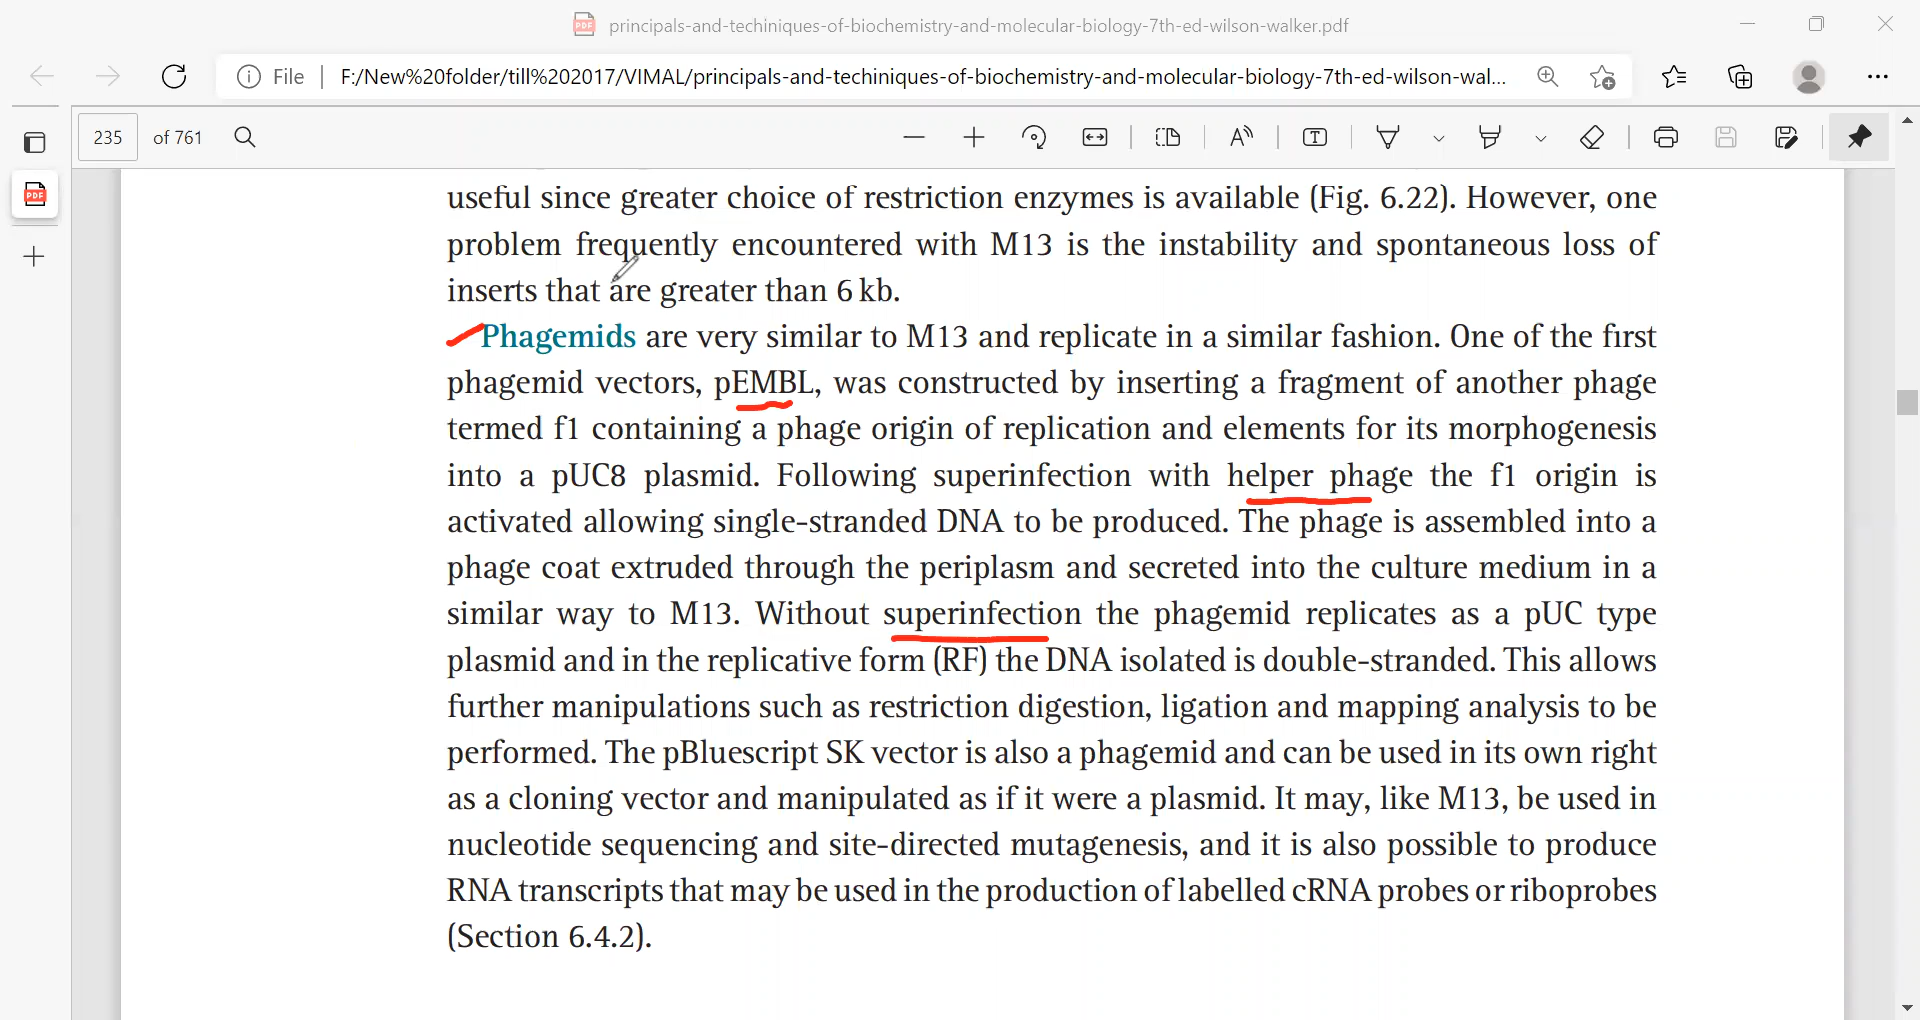 principals-and-techiniques-of-biochemistry-and-molecular-biology-7th-ed-wilson-walker.pdf
File | F:/New%20folder/till%202017/VIMAL/principals-and-techiniques-of-biochemistry-and-molecular-biology-7th-ed-wilson-wal...
235 of 761
useful since greater choice of restriction enzymes is available (Fig. 6.22). However, one
problem frequently encountered with M13 is the instability and spontaneous loss of
inserts that are greater than 6 kb.
Phagemids are very similar to M13 and replicate in a similar fashion. One of the first
phagemid vectors, pEMBL, was constructed by inserting a fragment of another phage
termed f1 containing a phage origin of replication and elements for its morphogenesis
into a pUC8 plasmid. Following superinfection with helper phage the f1 origin is
activated allowing single-stranded DNA to be produced. The phage is assembled into a
phage coat extruded through the periplasm and secreted into the culture medium in a
similar way to M13. Without superinfection the phagemid replicates as a pUC type
plasmid and in the replicative form (RF) the DNA isolated is double-stranded. This allows
further manipulations such as restriction digestion, ligation and mapping analysis to be
performed. The pBluescript SK vector is also a phagemid and can be used in its own right
as a cloning vector and manipulated as if it were a plasmid. It may, like M13, be used in
nucleotide sequencing and site-directed mutagenesis, and it is also possible to produce
RNA transcripts that may be used in the production of labelled cRNA probes or riboprobes
(Section 6.4.2).